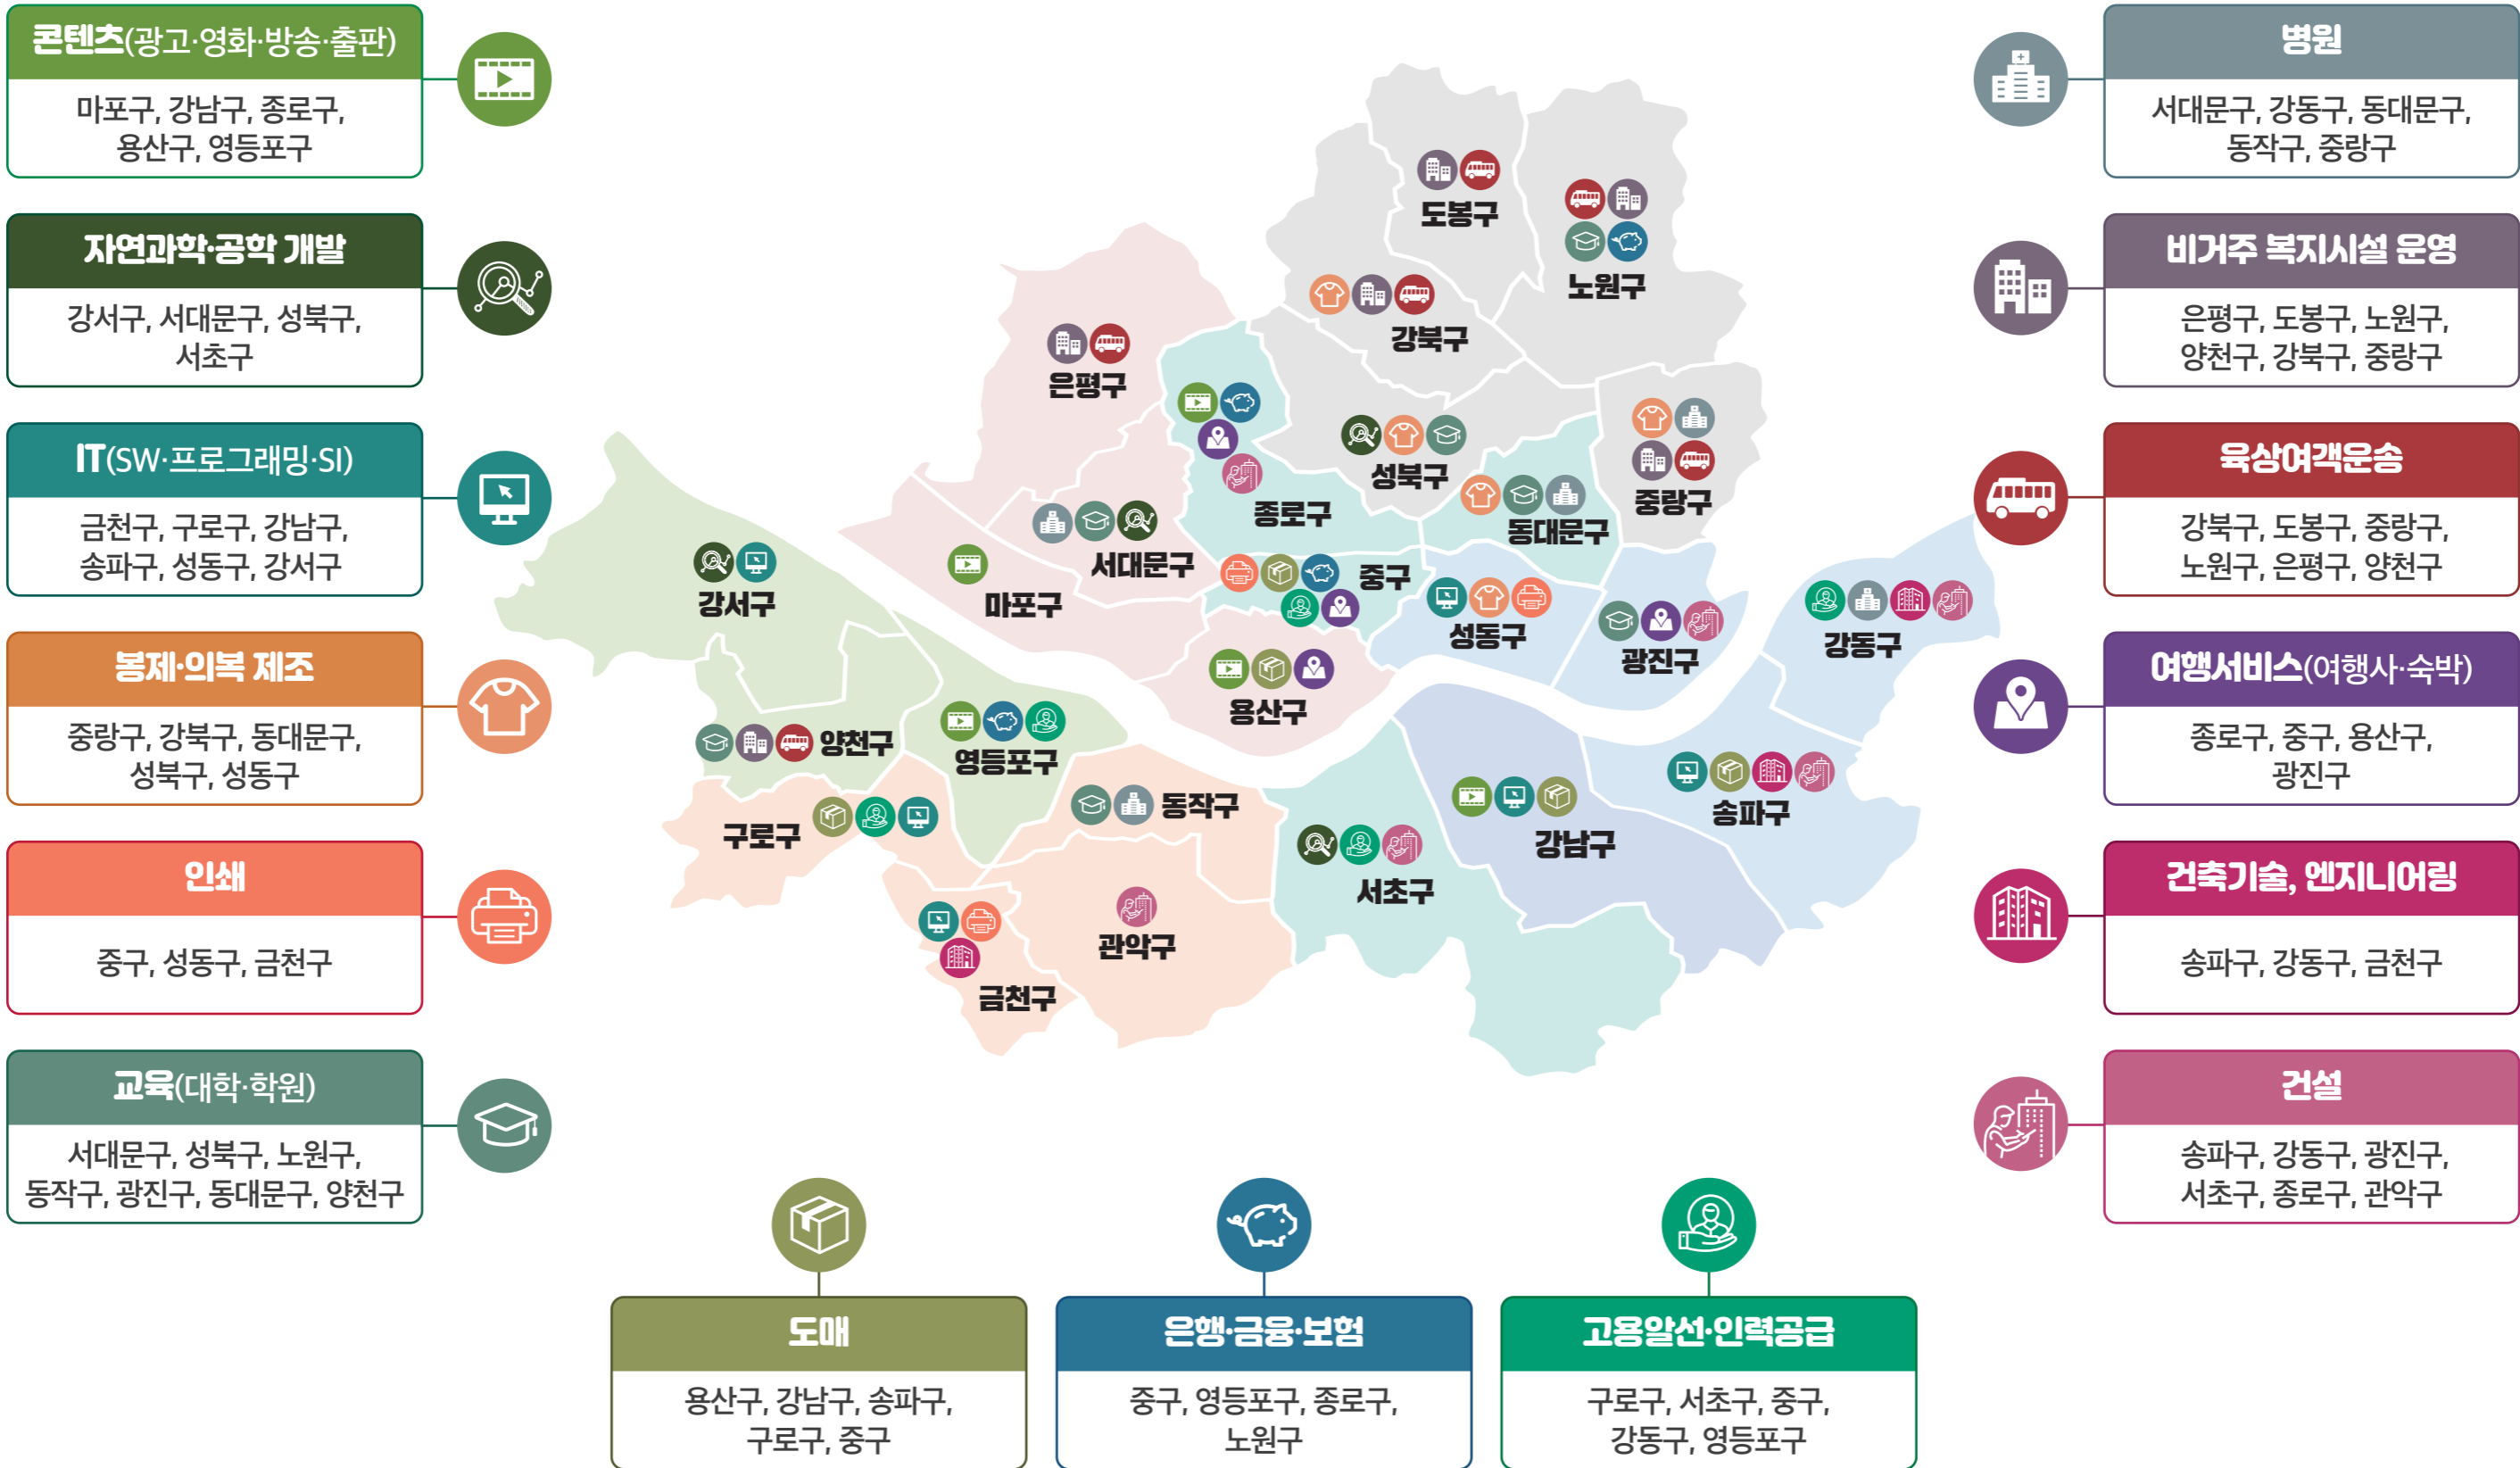 콘텐츠(광고·영화·방송·출판)
마포구, 강남구, 종로구,
용산구, 영등포구
자연과학·공학 개발
강서구, 서대문구, 성북구,
서초구
IT(SW·프로그래밍·SI)
금천구, 구로구, 강남구,
송파구, 성동구, 강서구
봉제·의복 제조
중랑구, 강북구, 동대문구,
성북구, 성동구
인쇄
중구, 성동구, 금천구
교육(대학·학원)
서대문구, 성북구, 노원구,
동작구, 광진구, 동대문구, 양천구
도봉구
노원구
강북구
은평구
성북구
중랑구
종로구
동대문구
서대문구
중구
강서구
마포구
성동구
광진구
강동구
용산구
양천구
영등포구
동작구
송파구
구로구
강남구
서초구
관악구
금천구
병원
서대문구, 강동구, 동대문구,
동작구, 중랑구
비거주 복지시설 운영
은평구, 도봉구, 노원구,
양천구, 강북구, 중랑구
육상여객운송
강북구, 도봉구, 중랑구,
노원구, 은평구, 양천구
여행서비스(여행사·숙박)
종로구, 중구, 용산구,
광진구
건축기술, 엔지니어링
송파구, 강동구, 금천구
건설
송파구, 강동구, 광진구,
서초구, 종로구, 관악구
도매
용산구, 강남구, 송파구,
구로구, 중구
은행·금융·보험
중구, 영등포구, 종로구,
노원구
고용알선·인력공급
구로구, 서초구, 중구,
강동구, 영등포구